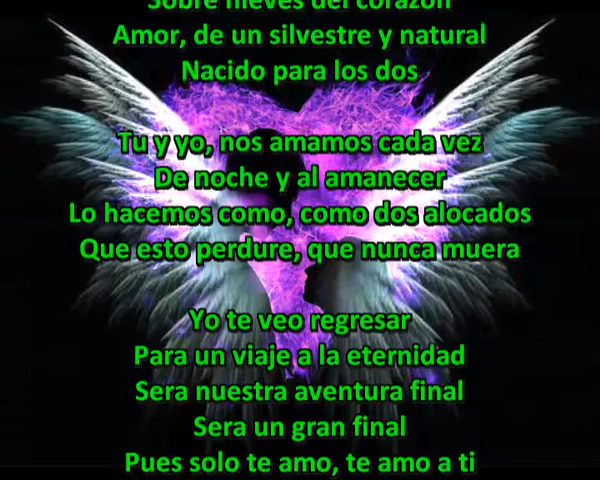 Sobre nieves del corazón
Amor, de un silvestre y natural
Nacido para los dos
Tu y yo, nos amamos cada vez
De noche y al amanecer
Lo hacemos como, como dos alocados
Que esto perdure, que nunca muera
Yo te veo regresar
Para un viaje a la eternidad
Sera nuestra aventura final
Sera un gran final
Pues solo te amo, te amo a ti